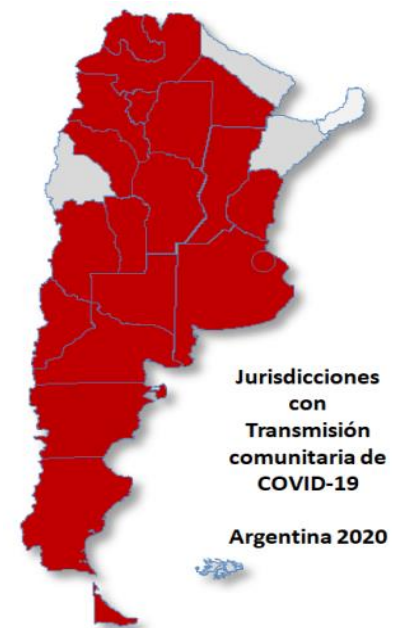 Jurisdicciones
con
Transmisión
comunitaria de
COVID-19
Argentina 2020